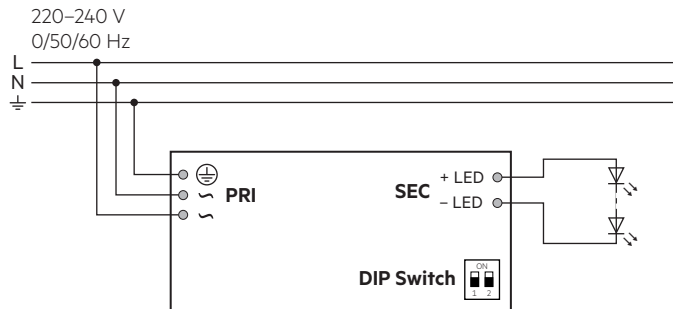 220–240 V
0/50/60 Hz
L
N
PRI
~
~
SEC
+ LED
– LED
DIP Switch
ON
1 2